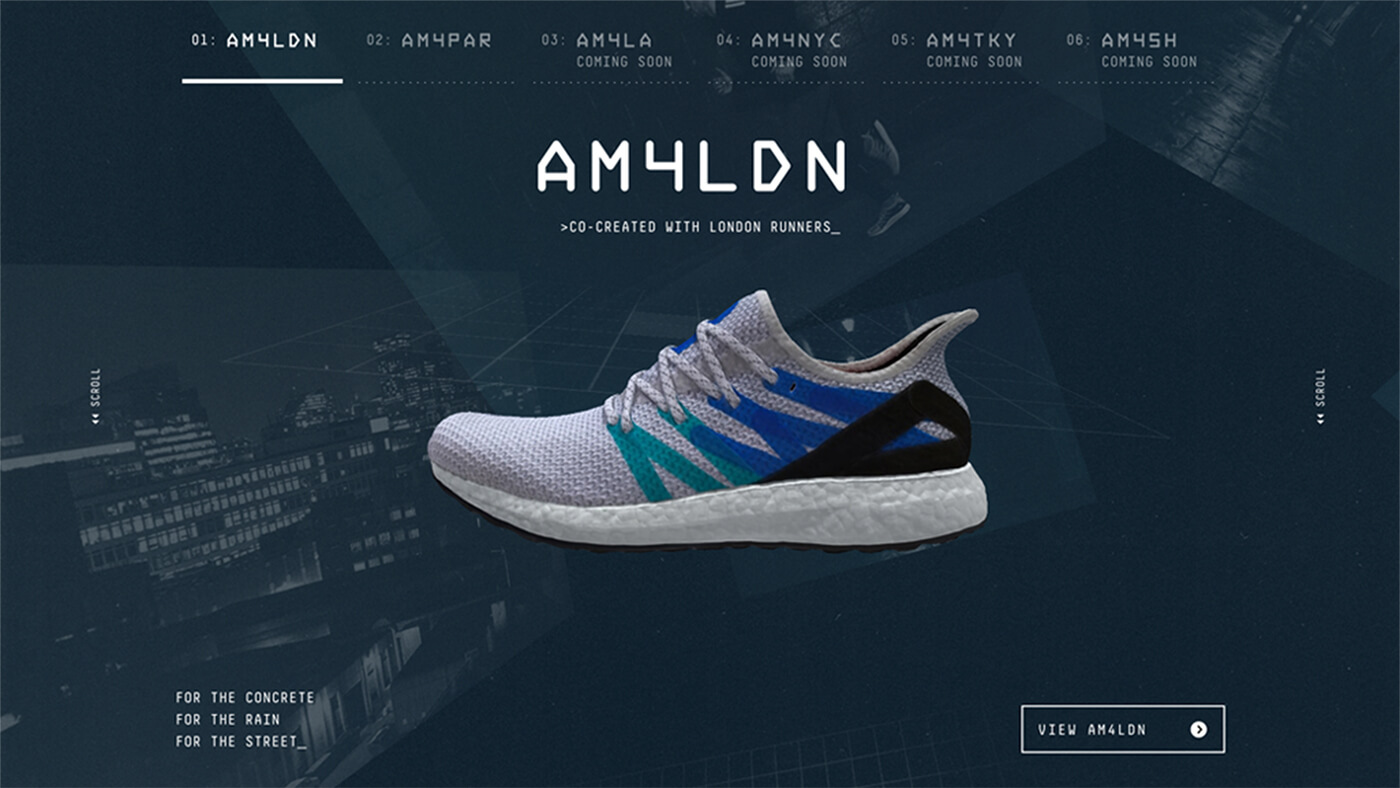 01: AM4LDN
02: AM4PAR
03: AM4LA
COMING SOON
04: AM4NYC
COMING SOON
05: AM4TKY
COMING SOON
06: AM4SH
COMING SOON
AM4LDN
>CO-CREATED WITH LONDON RUNNERS_
SCROLL
SCROLL
FOR THE CONCRETE
FOR THE RAIN
FOR THE STREET_
VIEW AM4LDN